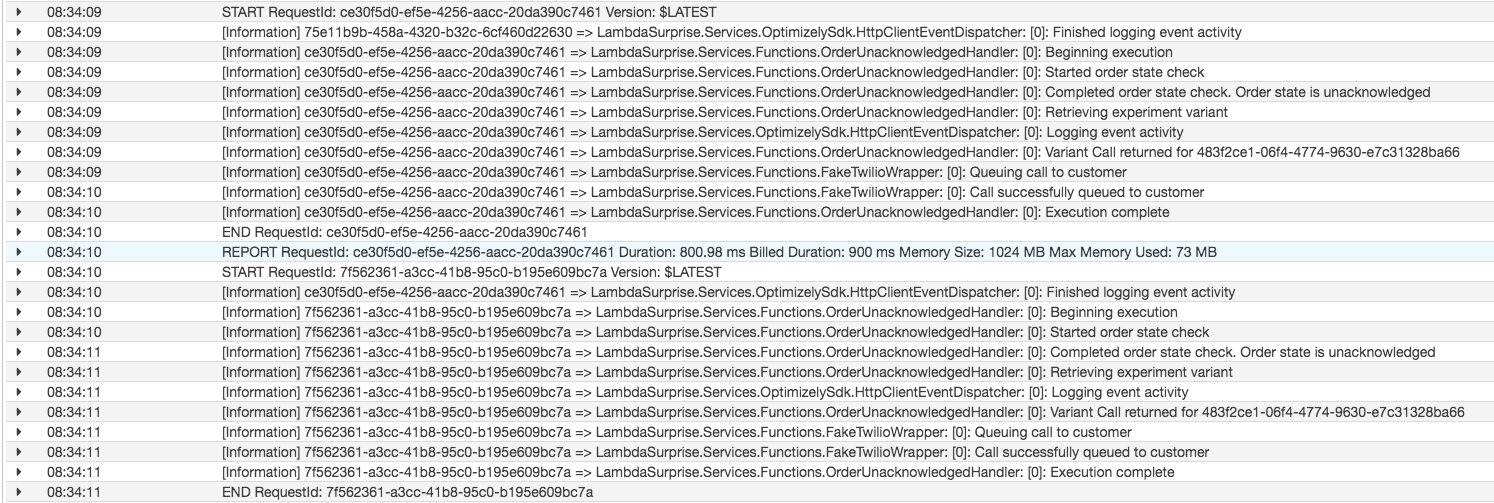 08:34:09 START RequestId: ce30f5d0-ef5e-4256-aacc-20da390c7461 Version: $LATEST
08:34:09 [Information] 75e11b9b-458a-4320-b32c-6cf460d22630 => LambdaSurprise.Services.OptimizelySdk.HttpClientEventDispatcher: [0]: Finished logging event activity
08:34:09 [Information] ce30f5d0-ef5e-4256-aacc-20da390c7461 => LambdaSurprise.Services.Functions.OrderUnacknowledgedHandler: [0]: Beginning execution
08:34:09 [Information] ce30f5d0-ef5e-4256-aacc-20da390c7461 => LambdaSurprise.Services.Functions.OrderUnacknowledgedHandler: [0]: Started order state check
08:34:09 [Information] ce30f5d0-ef5e-4256-aacc-20da390c7461 => LambdaSurprise.Services.Functions.OrderUnacknowledgedHandler: [0]: Completed order state check. Order state is unacknowledged
08:34:09 [Information] ce30f5d0-ef5e-4256-aacc-20da390c7461 => LambdaSurprise.Services.Functions.OrderUnacknowledgedHandler: [0]: Retrieving experiment variant
08:34:09 [Information] ce30f5d0-ef5e-4256-aacc-20da390c7461 => LambdaSurprise.Services.OptimizelySdk.HttpClientEventDispatcher: [0]: Logging event activity
08:34:09 [Information] ce30f5d0-ef5e-4256-aacc-20da390c7461 => LambdaSurprise.Services.Functions.OrderUnacknowledgedHandler: [0]: Variant Call returned for 483f2ce1-06f4-4774-9630-e7c31328ba66
08:34:09 [Information] ce30f5d0-ef5e-4256-aacc-20da390c7461 => LambdaSurprise.Services.Functions.FakeTwilioWrapper: [0]: Queuing call to customer
08:34:10 [Information] ce30f5d0-ef5e-4256-aacc-20da390c7461 => LambdaSurprise.Services.Functions.FakeTwilioWrapper: [0]: Call successfully queued to customer
08:34:10 [Information] ce30f5d0-ef5e-4256-aacc-20da390c7461 => LambdaSurprise.Services.Functions.OrderUnacknowledgedHandler: [0]: Execution complete
08:34:10 END RequestId: ce30f5d0-ef5e-4256-aacc-20da390c7461
08:34:10 REPORT RequestId: ce30f5d0-ef5e-4256-aacc-20da390c7461 Duration: 800.98 ms Billed Duration: 900 ms Memory Size: 1024 MB Max Memory Used: 73 MB
08:34:10 START RequestId: 7f562361-a3cc-41b8-95c0-b195e609bc7a Version: $LATEST
08:34:10 [Information] ce30f5d0-ef5e-4256-aacc-20da390c7461 => LambdaSurprise.Services.OptimizelySdk.HttpClientEventDispatcher: [0]: Finished logging event activity
08:34:10 [Information] 7f562361-a3cc-41b8-95c0-b195e609bc7a => LambdaSurprise.Services.Functions.OrderUnacknowledgedHandler: [0]: Beginning execution
08:34:10 [Information] 7f562361-a3cc-41b8-95c0-b195e609bc7a => LambdaSurprise.Services.Functions.OrderUnacknowledgedHandler: [0]: Started order state check
08:34:11 [Information] 7f562361-a3cc-41b8-95c0-b195e609bc7a => LambdaSurprise.Services.Functions.OrderUnacknowledgedHandler: [0]: Completed order state check. Order state is unacknowledged
08:34:11 [Information] 7f562361-a3cc-41b8-95c0-b195e609bc7a => LambdaSurprise.Services.Functions.OrderUnacknowledgedHandler: [0]: Retrieving experiment variant
08:34:11 [Information] 7f562361-a3cc-41b8-95c0-b195e609bc7a => LambdaSurprise.Services.OptimizelySdk.HttpClientEventDispatcher: [0]: Logging event activity
08:34:11 [Information] 7f562361-a3cc-41b8-95c0-b195e609bc7a => LambdaSurprise.Services.Functions.OrderUnacknowledgedHandler: [0]: Variant Call returned for 483f2ce1-06f4-4774-9630-e7c31328ba66
08:34:11 [Information] 7f562361-a3cc-41b8-95c0-b195e609bc7a => LambdaSurprise.Services.Functions.FakeTwilioWrapper: [0]: Queuing call to customer
08:34:11 [Information] 7f562361-a3cc-41b8-95c0-b195e609bc7a => LambdaSurprise.Services.Functions.FakeTwilioWrapper: [0]: Call successfully queued to customer
08:34:11 [Information] 7f562361-a3cc-41b8-95c0-b195e609bc7a => LambdaSurprise.Services.Functions.OrderUnacknowledgedHandler: [0]: Execution complete
08:34:11 END RequestId: 7f562361-a3cc-41b8-95c0-b195e609bc7a